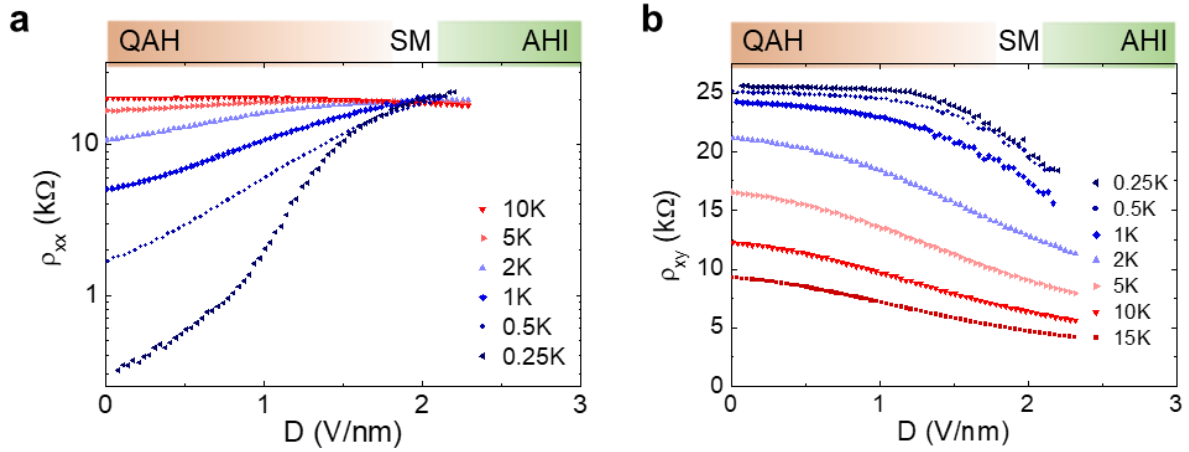 a
QAH SM AHI
10
1
ρxx (kΩ)
10K
5K
2K
1K
0.5K
0.25K
0 1 2 3
D (V/nm)
b
QAH SM AHI
25
20
15
10
5
0
ρxy (kΩ)
0.25K
0.5K
1K
2K
5K
10K
15K
0 1 2 3
D (V/nm)